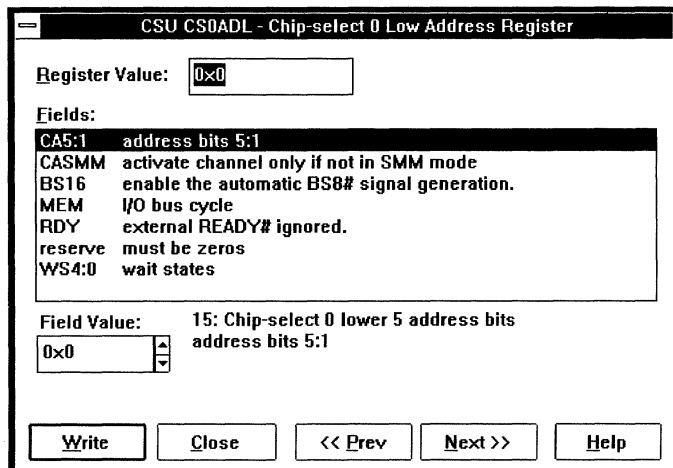 CSU CS0ADL - Chip-select 0 Low Address Register
Register Value: 0x0
Fields:
CA5:1 address bits 5:1
CASMM activate channel only if not in SMM mode
BS16 enable the automatic BS8# signal generation.
MEM I/O bus cycle
RDY external READY# ignored.
reserve must be zeros
WS4:0 wait states
Field Value: 15: Chip-select 0 lower 5 address bits
0x0 address bits 5:1
Write Close << Prev Next >> Help